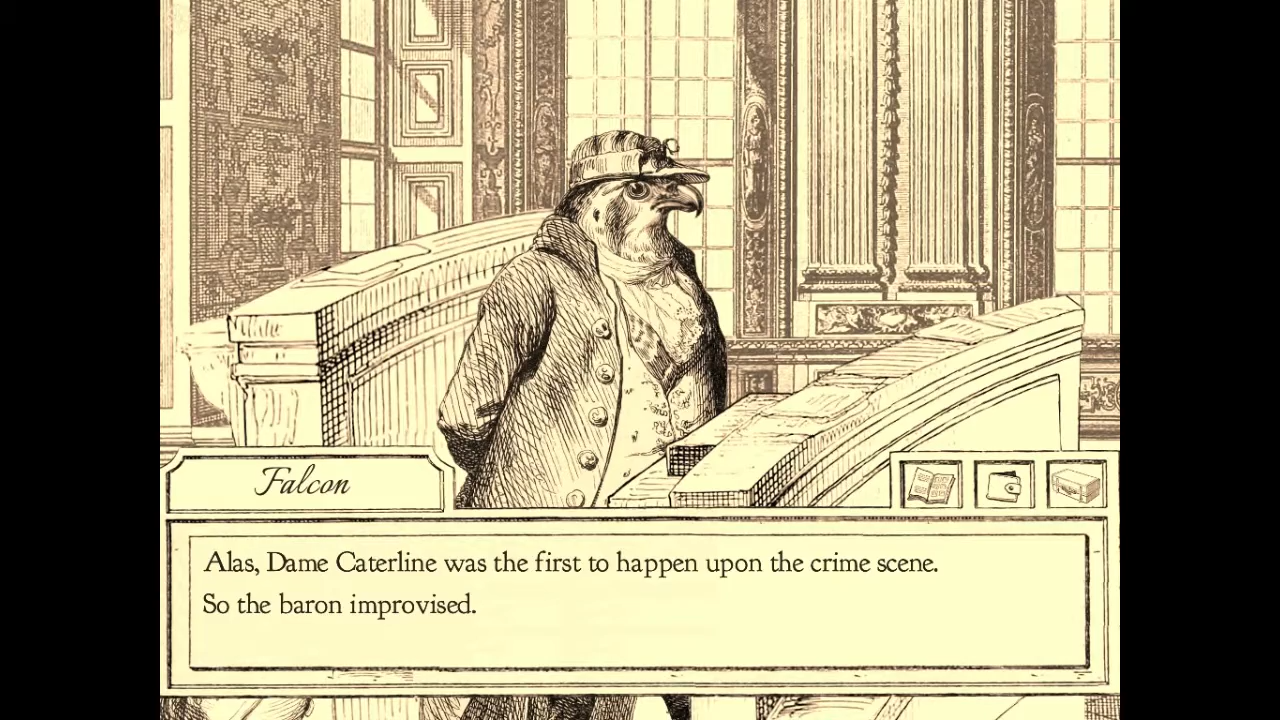 Falcon
Alas, Dame Caterline was the first to happen upon the crime scene.
So the baron improvised.